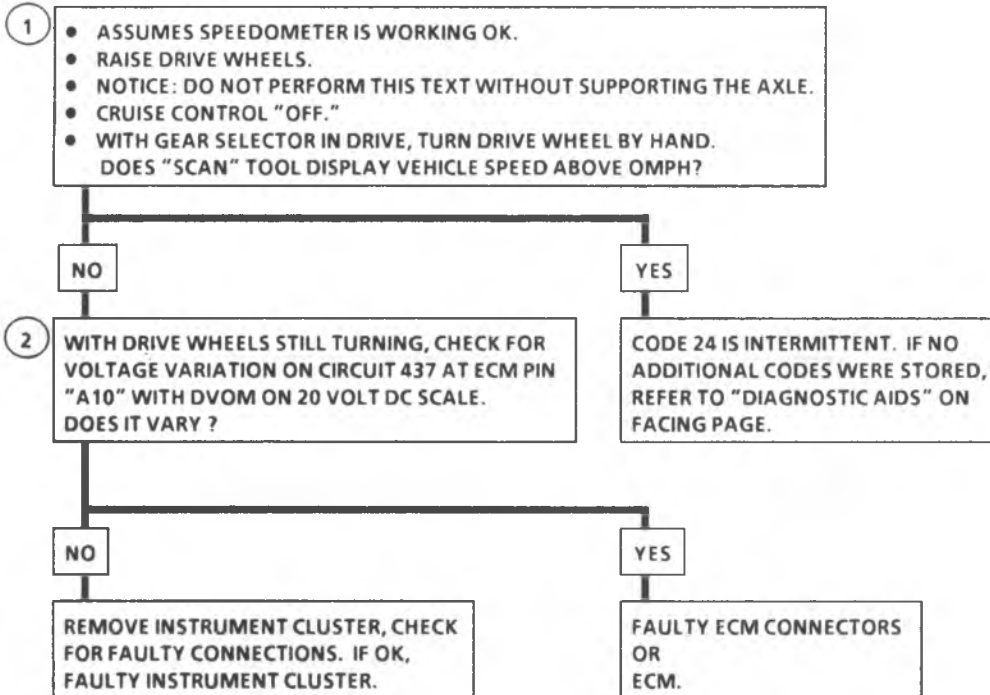 1
• ASSUMES SPEEDOMETER IS WORKING OK.
• RAISE DRIVE WHEELS.
• NOTICE: DO NOT PERFORM THIS TEXT WITHOUT SUPPORTING THE AXLE.
• CRUISE CONTROL "OFF."
• WITH GEAR SELECTOR IN DRIVE, TURN DRIVE WHEEL BY HAND.
DOES "SCAN" TOOL DISPLAY VEHICLE SPEED ABOVE OMPH?
NO
YES
2
WITH DRIVE WHEELS STILL TURNING, CHECK FOR
VOLTAGE VARIATION ON CIRCUIT 437 AT ECM PIN
"A10" WITH DVOM ON 20 VOLT DC SCALE.
DOES IT VARY ?
CODE 24 IS INTERMITTENT. IF NO
ADDITIONAL CODES WERE STORED,
REFER TO "DIAGNOSTIC AIDS" ON
FACING PAGE.
NO
YES
REMOVE INSTRUMENT CLUSTER, CHECK
FOR FAULTY CONNECTIONS. IF OK,
FAULTY INSTRUMENT CLUSTER.
FAULTY ECM CONNECTORS
OR
ECM.